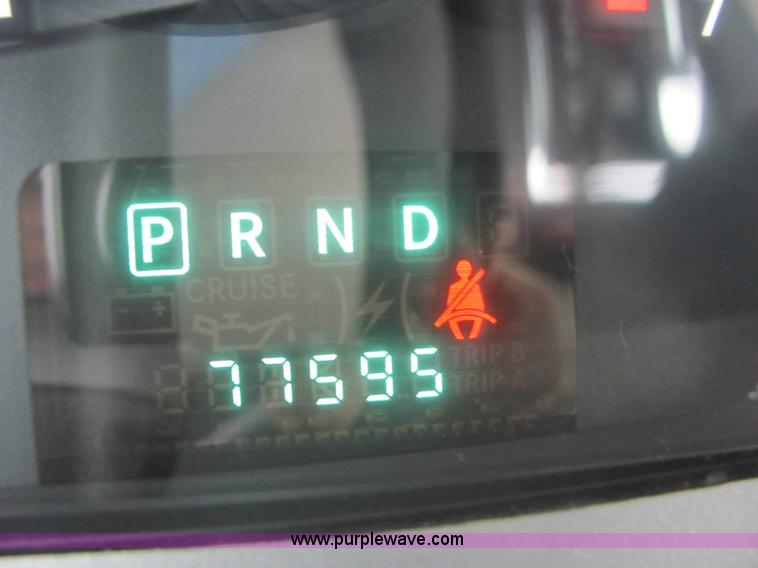 P R N D
CRUISE
TRIP B
77595 TRIP A
www.purplewave.com